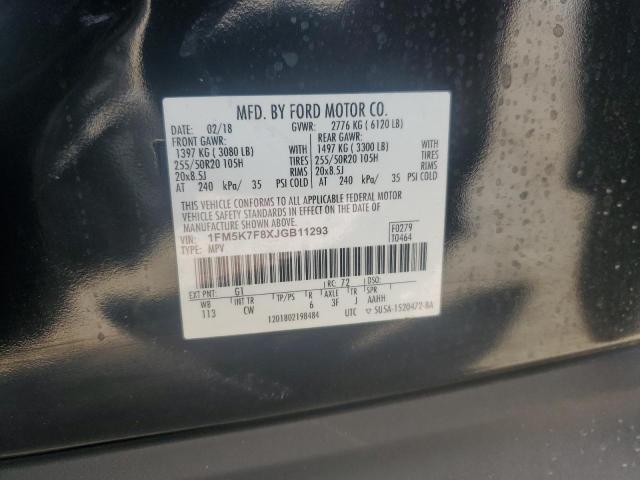 MFD. BY FORD MOTOR CO.
DATE: 02/18 GVWR: 2776 KG ( 6120 LB)
FRONT GAWR: REAR GAWR:
1397 KG ( 3080 LB) WITH 1497 KG ( 3300 LB) WITH
255/50R20 105H TIRES 255/50R20 105H TIRES
20x8.5J RIMS 20x8.5J RIMS
AT 240 kPa/ 35 PSI COLD AT 240 kPa/ 35 PSI COLD
THIS VEHICLE CONFORMS TO ALL APPLICABLE FEDERAL MOTOR
VEHICLE SAFETY STANDARDS IN EFFECT ON THE DATE OF
MANUFACTURE SHOWN ABOVE.
VIN: 1FM5K7F8XJGB11293 F0279
TYPE: MPV T0464
EXT PNT: G1 RC: 72 DSO:
WB INT TR TP/PS R AXLE TR SPR
113 CW 6 3F J AAHH
1201802198484 UTC ▽ SU5A-1520472-BA